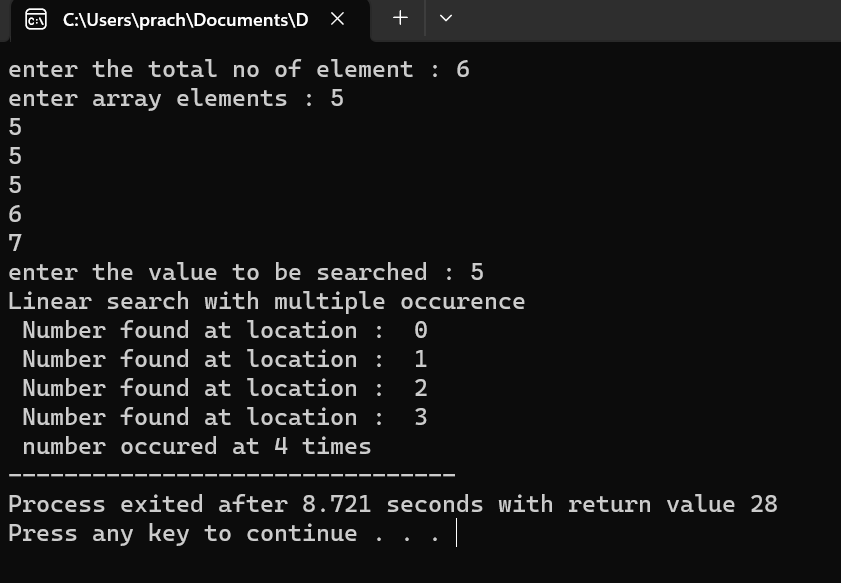 C:\Users\prach\Documents\D
enter the total no of element : 6
enter array elements : 5
5
5
5
6
7
enter the value to be searched : 5
Linear search with multiple occurence
 Number found at location :  0
 Number found at location :  1
 Number found at location :  2
 Number found at location :  3
 number occured at 4 times
--------------------------------
Process exited after 8.721 seconds with return value 28
Press any key to continue . . .